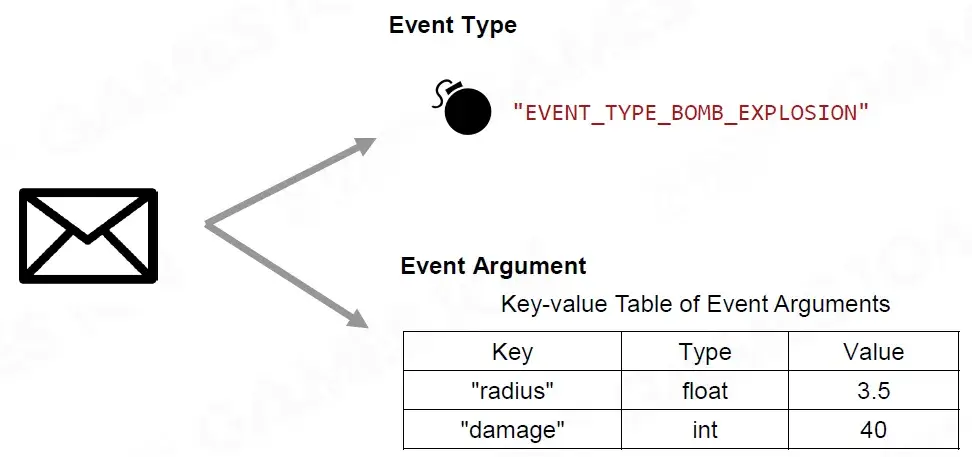 Event Type
"EVENT_TYPE_BOMB_EXPLOSION"
Event Argument
Key-value Table of Event Arguments
Key Type Value
"radius" float 3.5
"damage" int 40